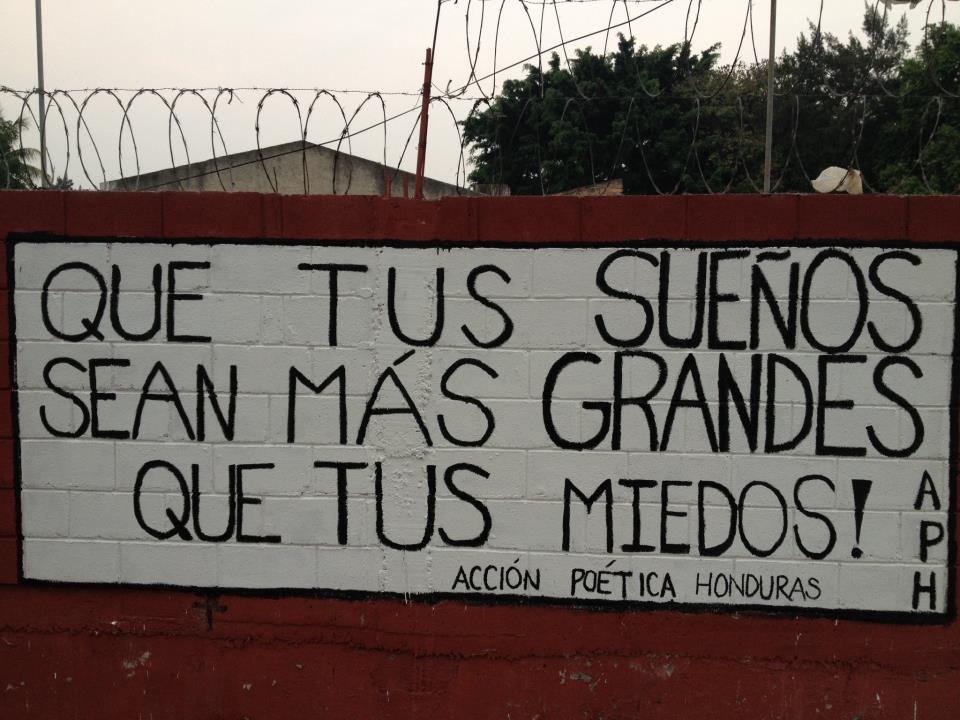 QUE TUS SUEÑOS
SEAN MÁS GRANDES
QUE TUS MIEDOS!
ACCIÓN POÉTICA HONDURAS
A
P
H